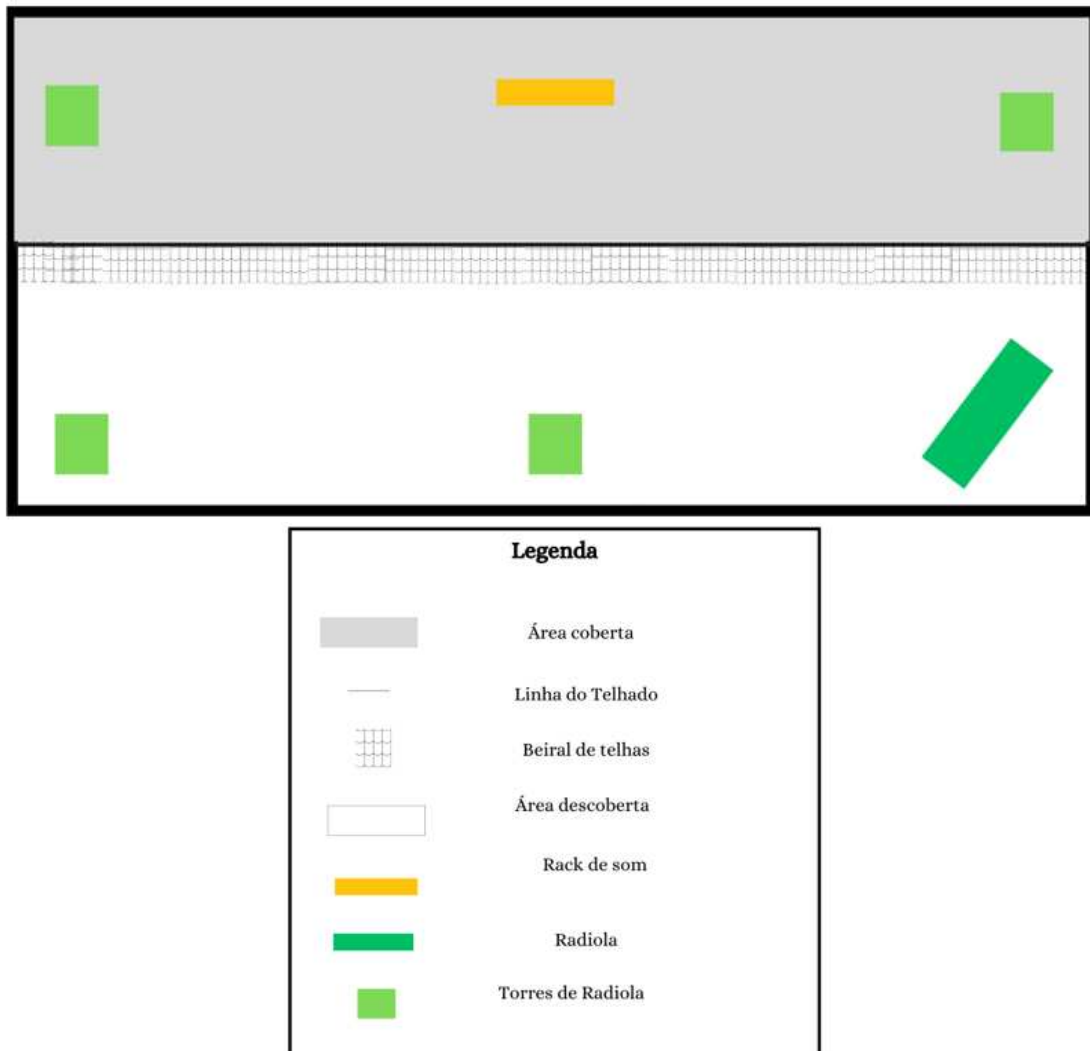 Legenda
Área coberta
Linha do Telhado
Beiral de telhas
Área descoberta
Rack de som
Radiola
Torres de Radiola